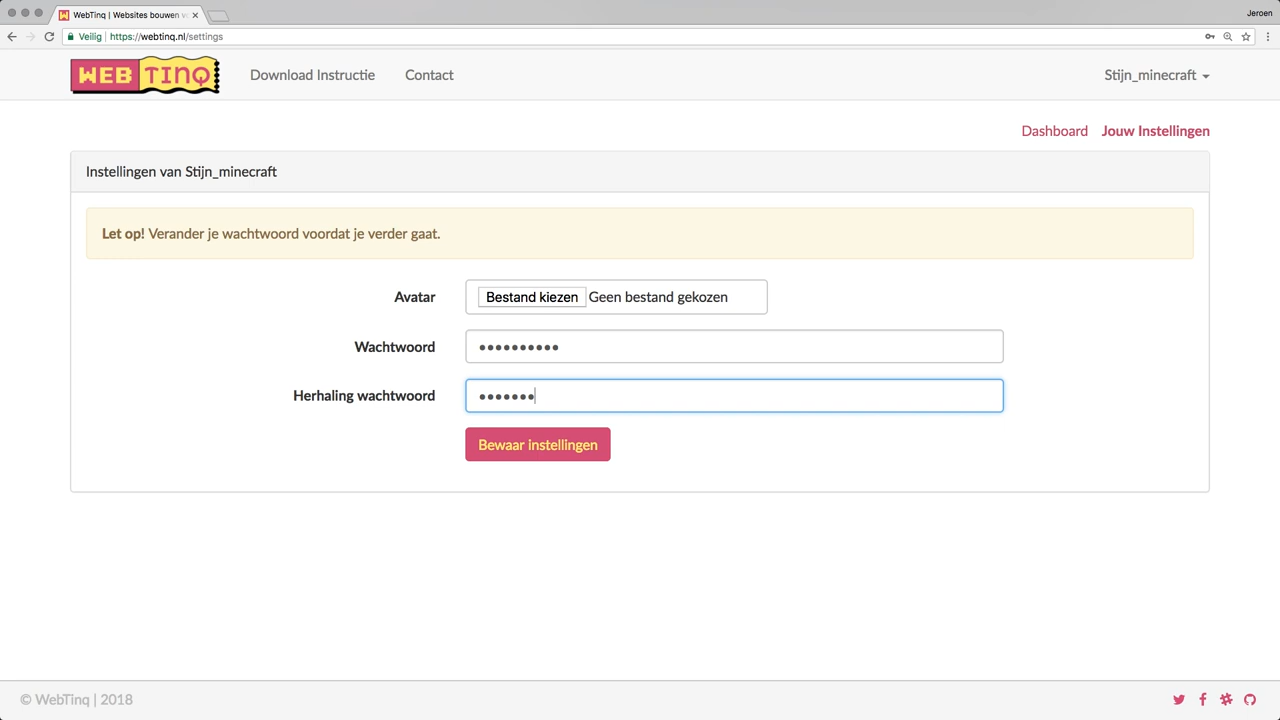 WebTinq | Websites bouwen v
Jeroen
Veilig | https://webtinq.nl/settings
WEB TINQ
Download Instructie
Contact
Stijn_minecraft
Dashboard
Jouw Instellingen
Instellingen van Stijn_minecraft
Let op! Verander je wachtwoord voordat je verder gaat.
Avatar
Bestand kiezen Geen bestand gekozen
Wachtwoord
••••••••••
Herhaling wachtwoord
•••••••
Bewaar instellingen
© WebTinq | 2018